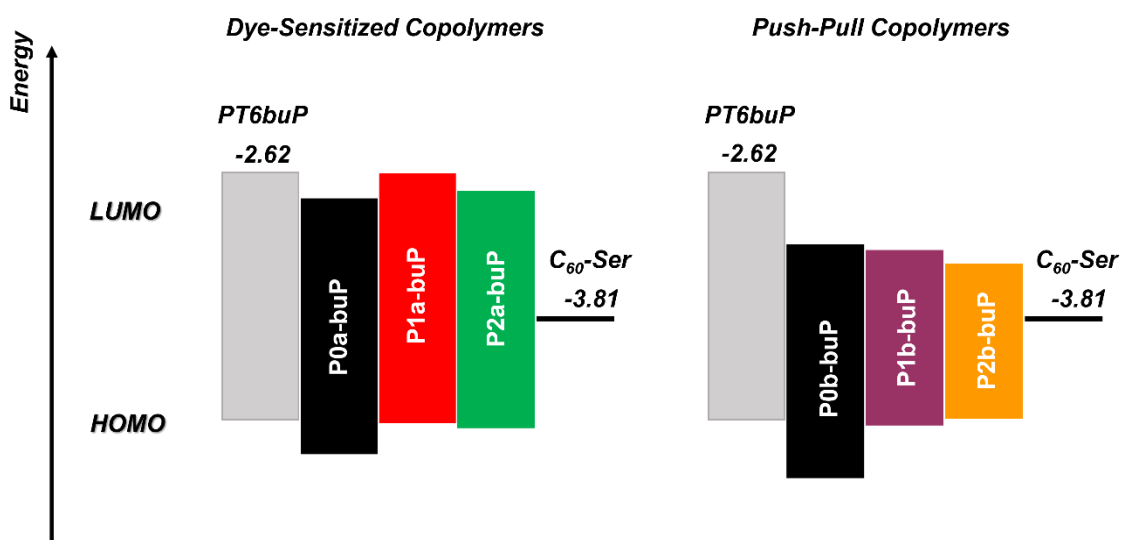 Dye-Sensitized Copolymers
Push-Pull Copolymers
Energy
PT6buP
-2.62
LUMO
HOMO
P0a-buP
P1a-buP
P2a-buP
C₆₀-Ser
-3.81
PT6buP
-2.62
P0b-buP
P1b-buP
P2b-buP
C₆₀-Ser
-3.81